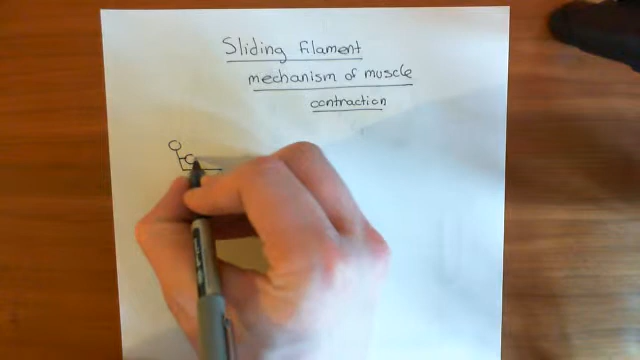 Sliding filament
mechanism of muscle
contraction